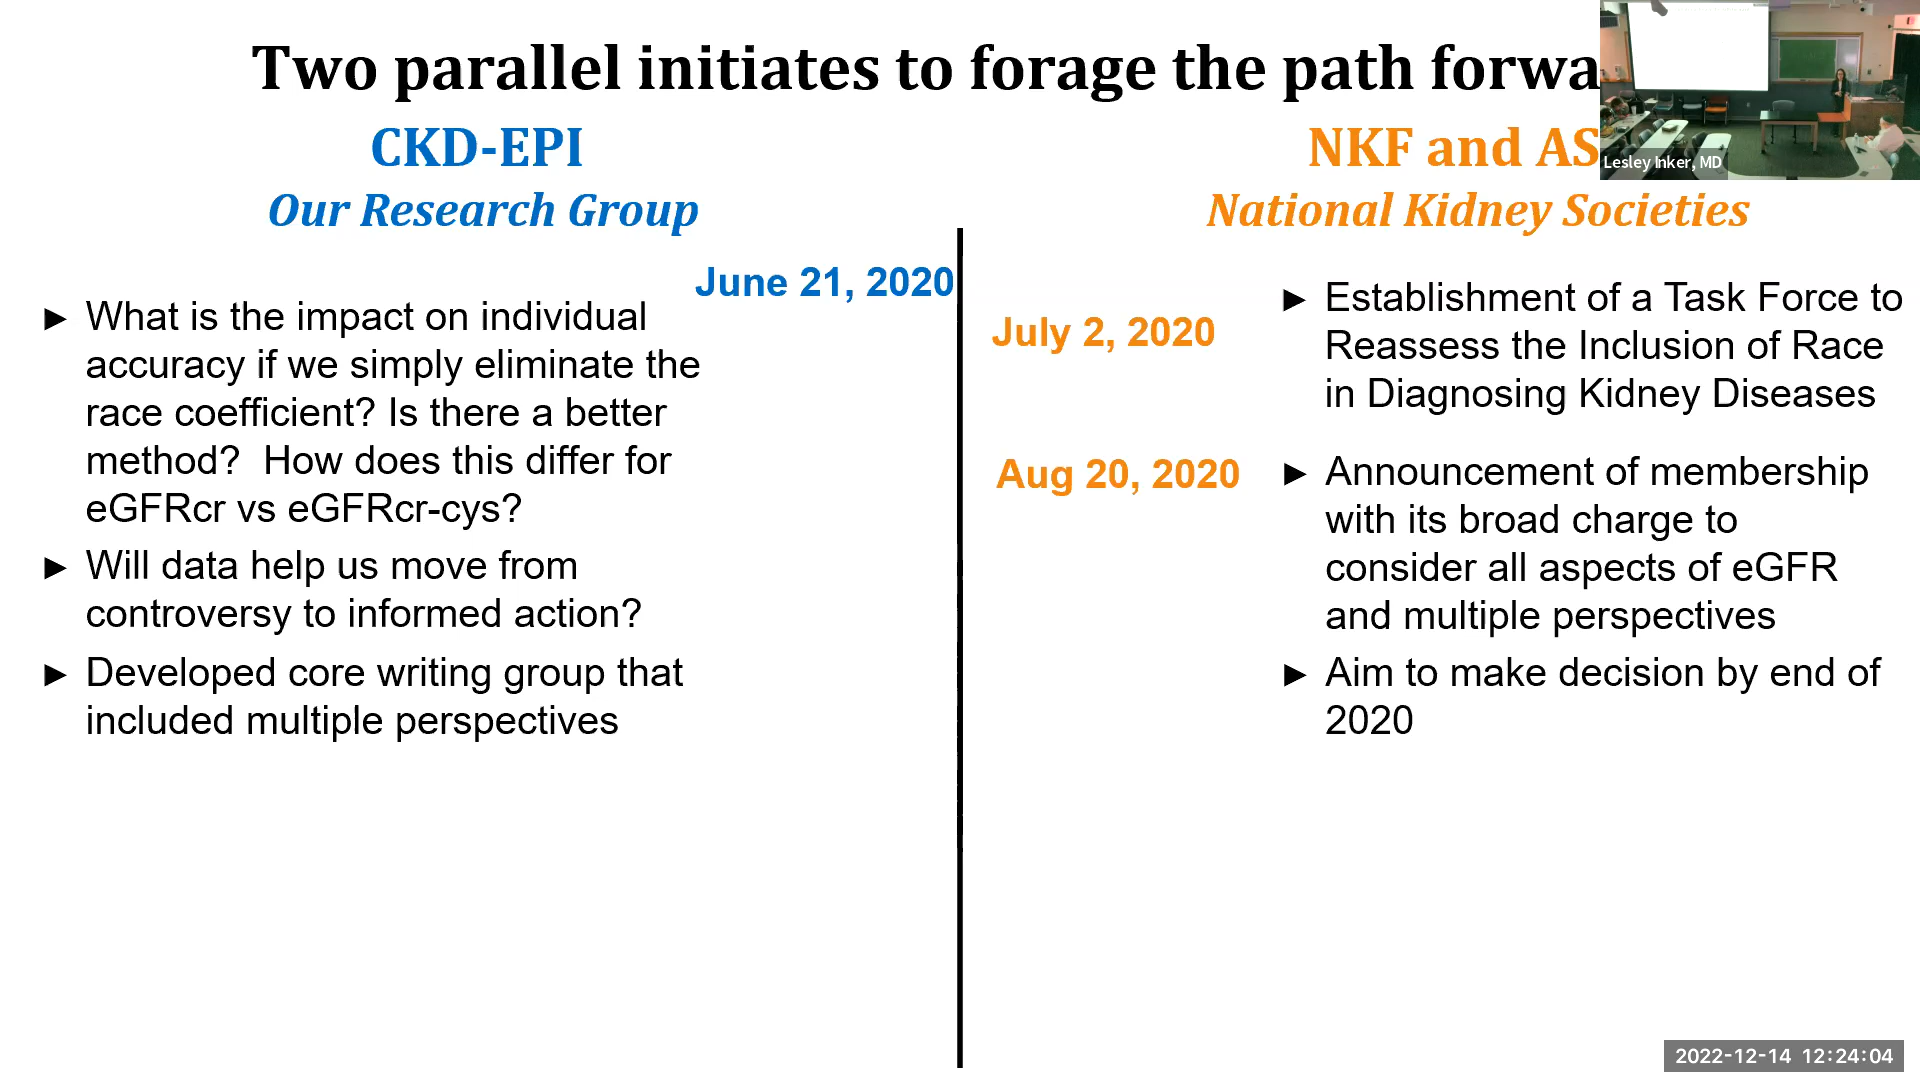 Two parallel initiates to forage the path forwa
CKD-EPI
Our Research Group
June 21, 2020
► What is the impact on individual
accuracy if we simply eliminate the
race coefficient? Is there a better
method?  How does this differ for
eGFRcr vs eGFRcr-cys?
► Will data help us move from
controversy to informed action?
► Developed core writing group that
included multiple perspectives
NKF and AS
National Kidney Societies
July 2, 2020
► Establishment of a Task Force to
Reassess the Inclusion of Race
in Diagnosing Kidney Diseases
Aug 20, 2020
► Announcement of membership
with its broad charge to
consider all aspects of eGFR
and multiple perspectives
► Aim to make decision by end of
2020
Lesley Inker, MD
2022-12-14 12:24:04